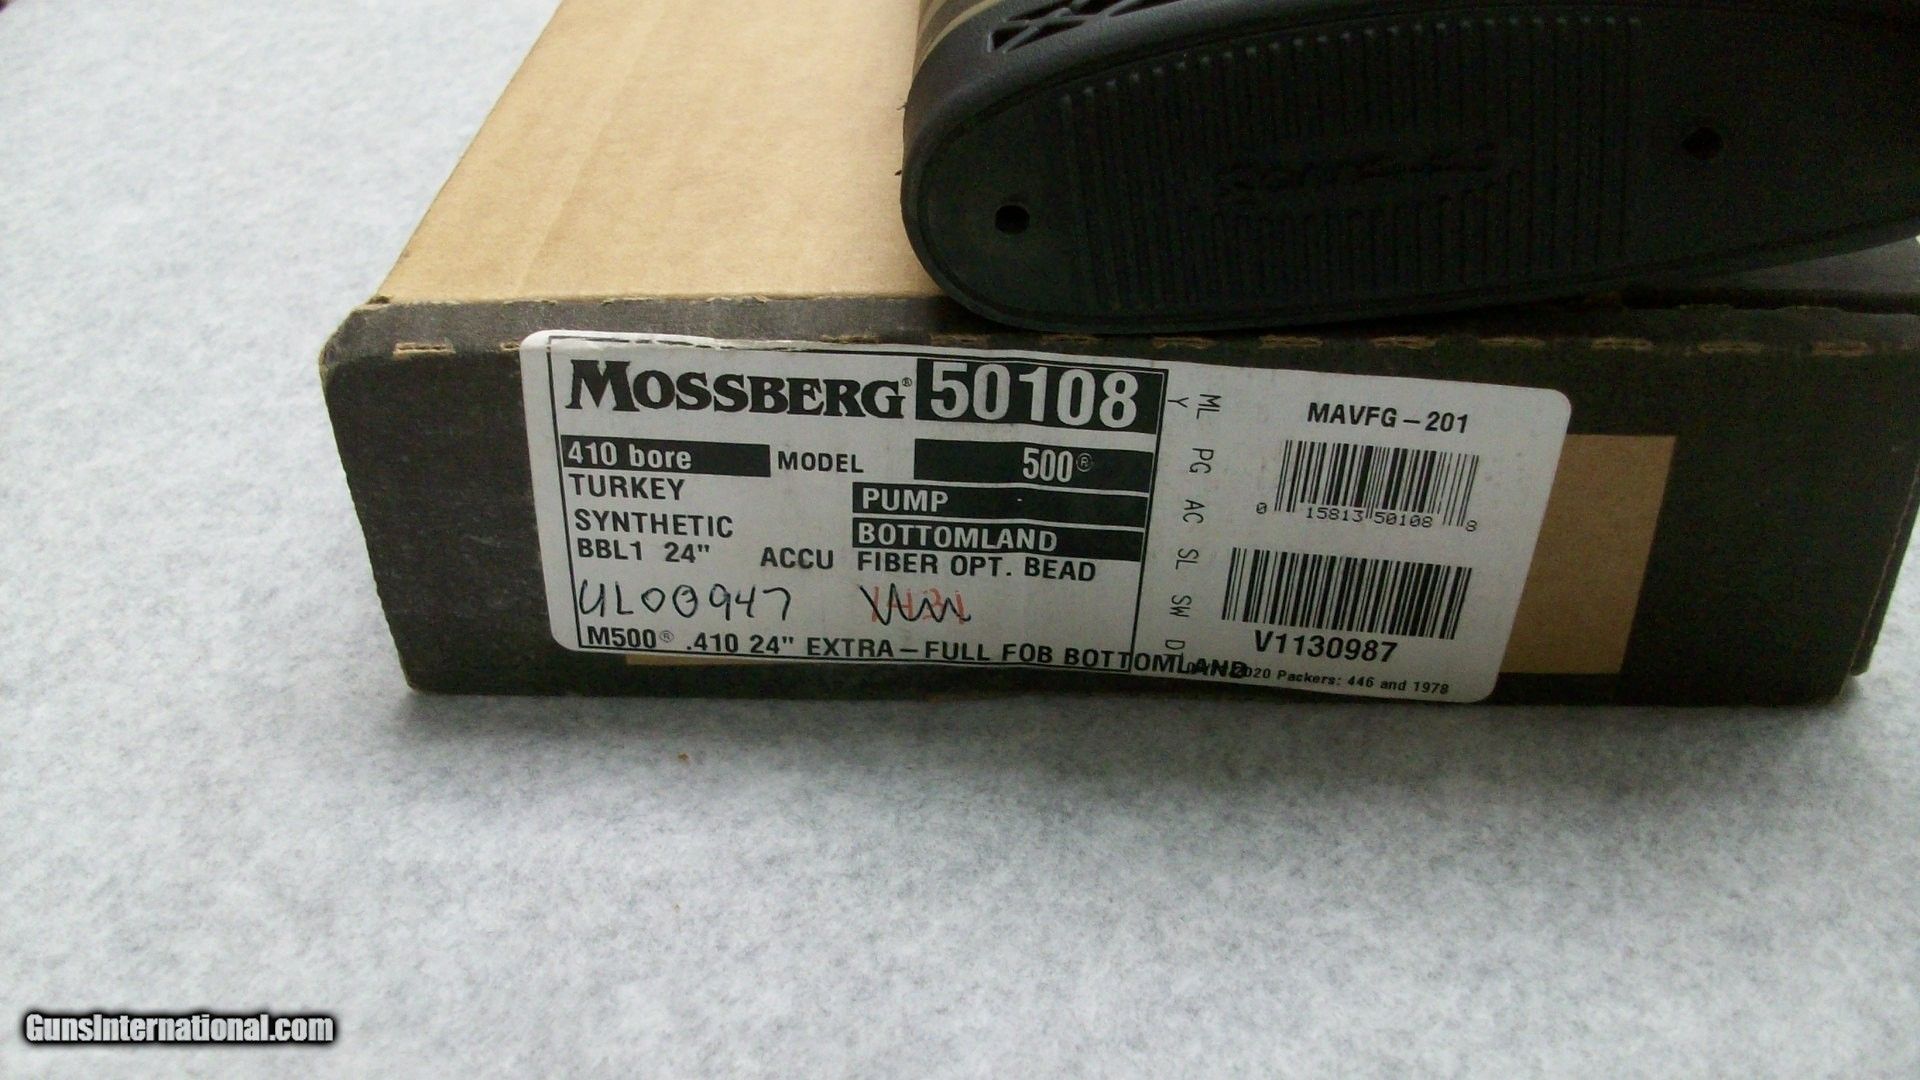 MOSSBERG® 50108
410 bore MODEL 500®
TURKEY PUMP
SYNTHETIC BOTTOMLAND
BBL1 24" ACCU FIBER OPT. BEAD
UL00947
M500® .410 24" EXTRA-FULL FOB BOTTOMLAND
ML PG AC SL SW D
Y
MAVFG-201
0 15813 50108 8
V1130987
2020 Packers: 446 and 1978
GunsInternational.com